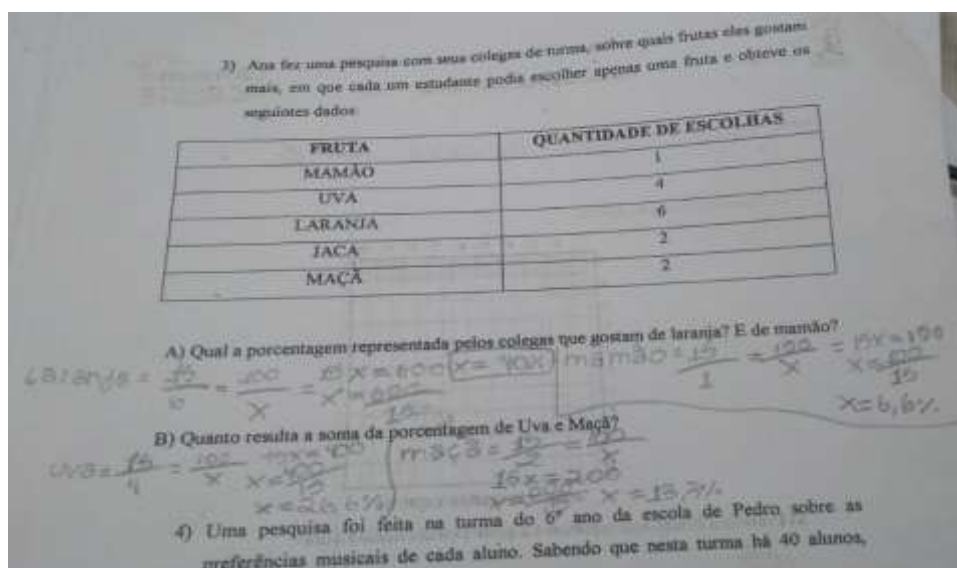 3) Ana fez uma pesquisa com seus colegas de turma, sobre quais frutas eles gostam
mais, em que cada um estudante podia escolher apenas uma fruta e obteve os
seguintes dados:
FRUTA QUANTIDADE DE ESCOLHAS
MAMÃO 1
UVA 4
LARANJA 6
JACA 2
MAÇÃ 2
A) Qual a porcentagem representada pelos colegas que gostam de laranja? E de mamão?
Laranja = 15/6 = 100/x = 15x = 600 x = 40% mamão = 15/1 = 100/x = 15x = 100
x = 600/15 x = 100/15
x = 6,6%
B) Quanto resulta a soma da porcentagem de Uva e Maçã?
uva = 15/4 = 100/x 15x = 400 maçã = 15/2 = 100/x
x = 400/15 15x = 200
x = 26,6% x = 13,3%
4) Uma pesquisa foi feita na turma do 6º ano da escola de Pedro sobre as
preferências musicais de cada aluno. Sabendo que nesta turma há 40 alunos,